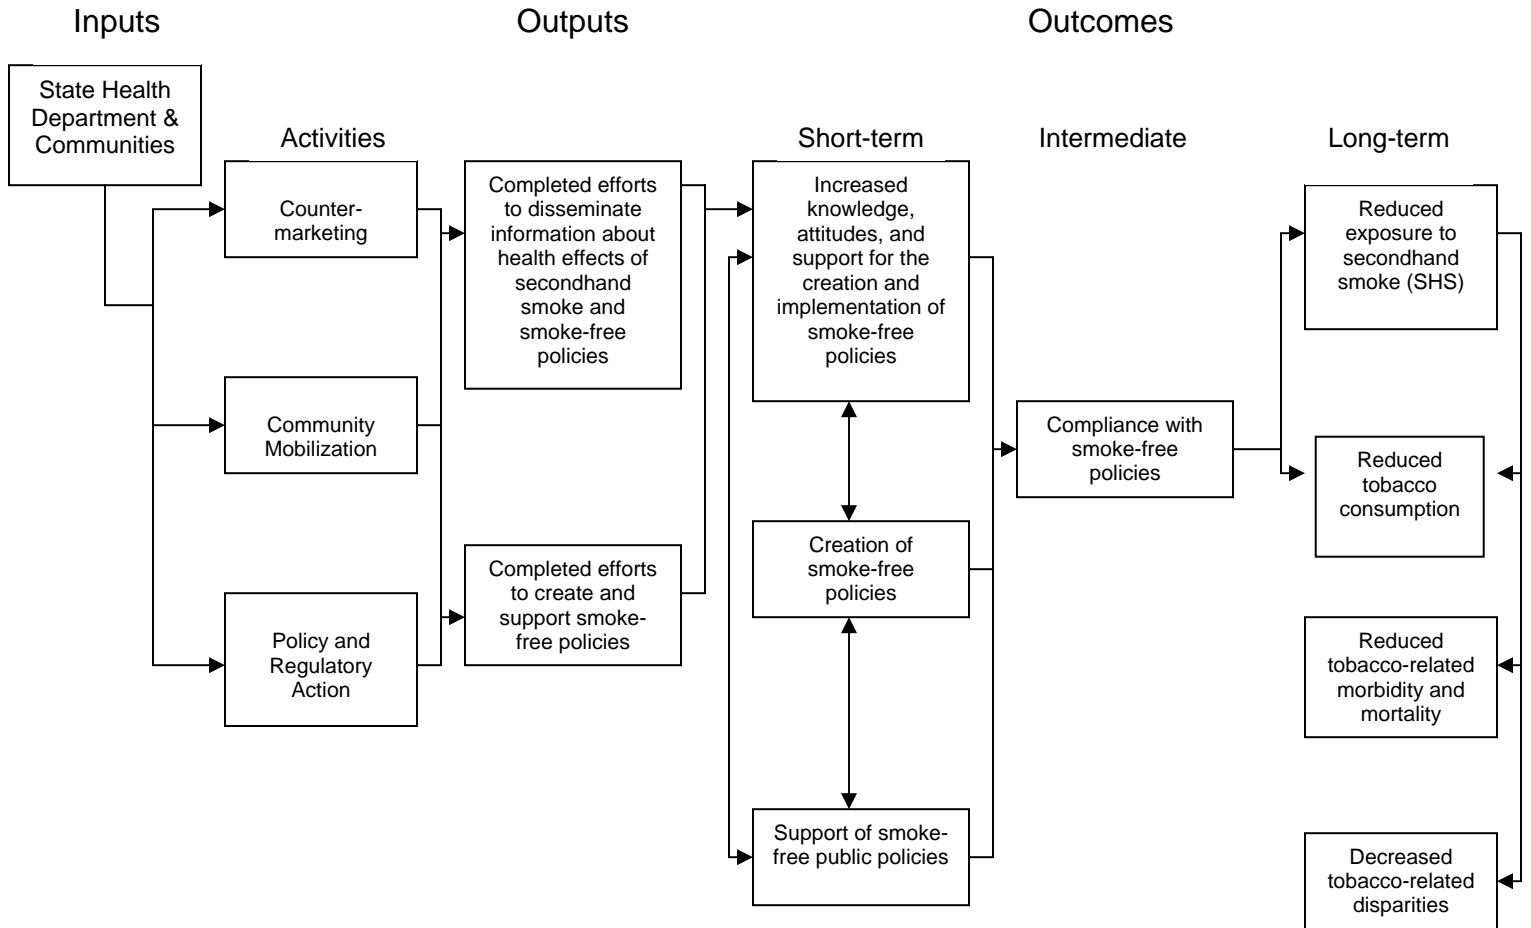 Inputs
Outputs
Outcomes
State Health
Department &
Communities
Activities
Short-term
Intermediate
Long-term
Counter-
marketing
Community
Mobilization
Policy and
Regulatory
Action
Completed efforts
to disseminate
information about
health effects of
secondhand
smoke and
smoke-free
policies
Completed efforts
to create and
support smoke-
free policies
Increased
knowledge,
attitudes, and
support for the
creation and
implementation of
smoke-free
policies
Creation of
smoke-free
policies
Support of smoke-
free public policies
Compliance with
smoke-free
policies
Reduced
exposure to
secondhand
smoke (SHS)
Reduced
tobacco
consumption
Reduced
tobacco-related
morbidity and
mortality
Decreased
tobacco-related
disparities